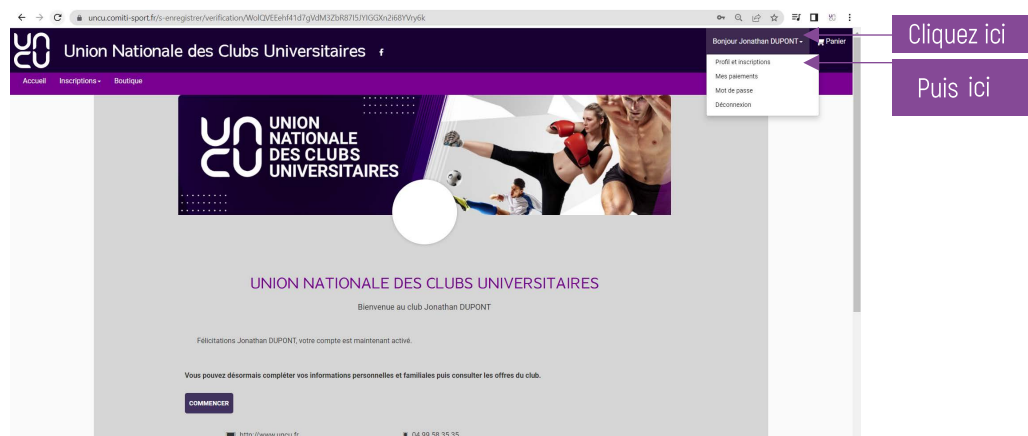 uncu.comiti-sport.fr/s-enregistrer/verification/WolQVEEehf41d7gVdM3ZbR87I5JYIGGXn2i68YVry6k
UNCU Union Nationale des Clubs Universitaires f
Bonjour Jonathan DUPONT
Panier
Cliquez ici
Profil et inscriptions
Puis ici
Mes paiements
Mot de passe
Déconnexion
Accueil Inscriptions Boutique
UNCU
UNION
NATIONALE
DES CLUBS
UNIVERSITAIRES
UNION NATIONALE DES CLUBS UNIVERSITAIRES
Bienvenue au club Jonathan DUPONT
Félicitations Jonathan DUPONT, votre compte est maintenant activé.
Vous pouvez désormais compléter vos informations personnelles et familiales puis consulter les offres du club.
COMMENCER
http://www.uncu.fr 04 99 58 35 35